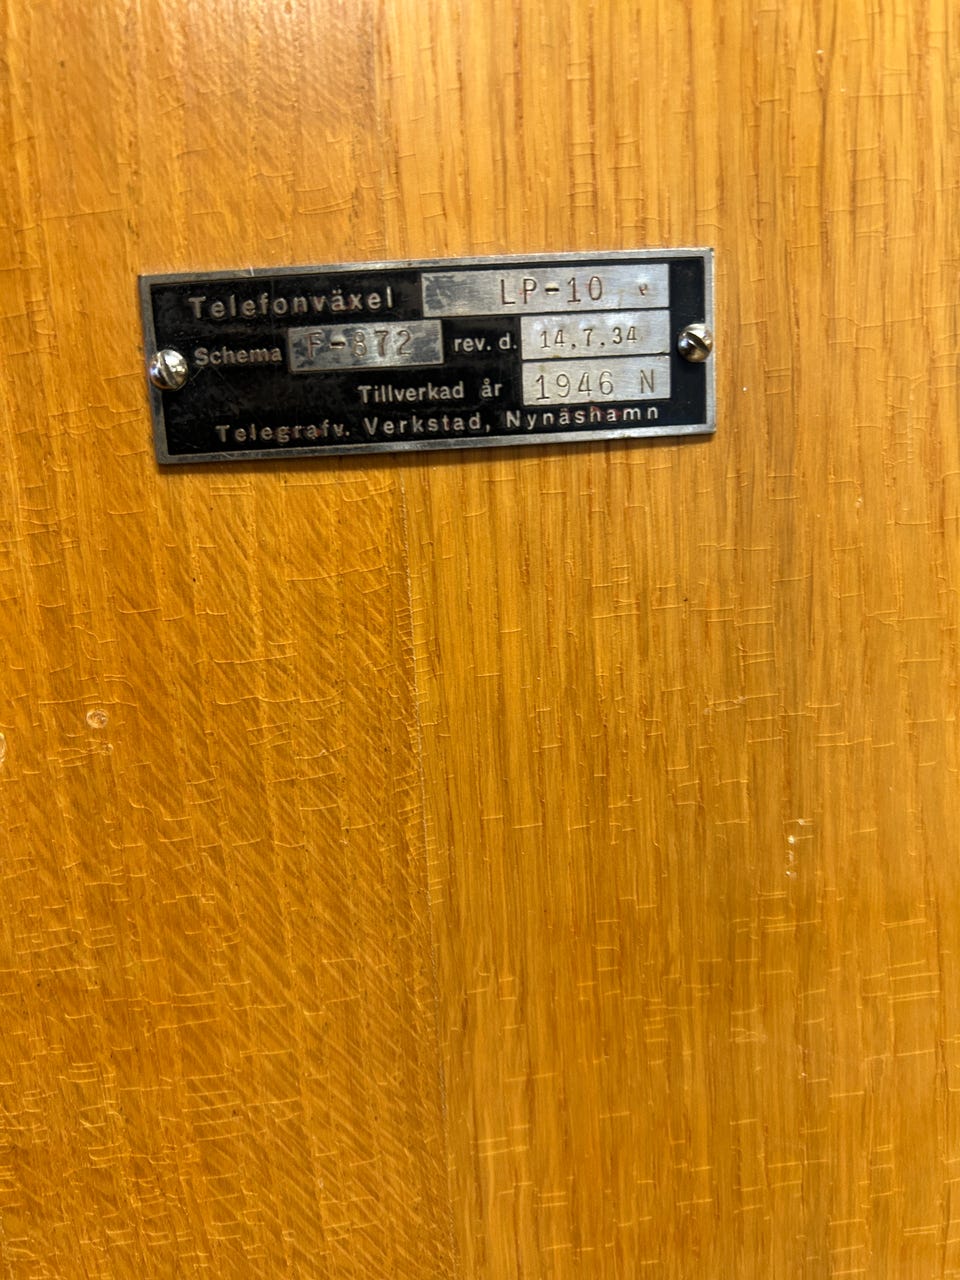 Telefonväxel LP-10
Schema F-872 rev. d. 14.7.34
Tillverkad år 1946 N
Telegrafv. Verkstad, Nynäshamn